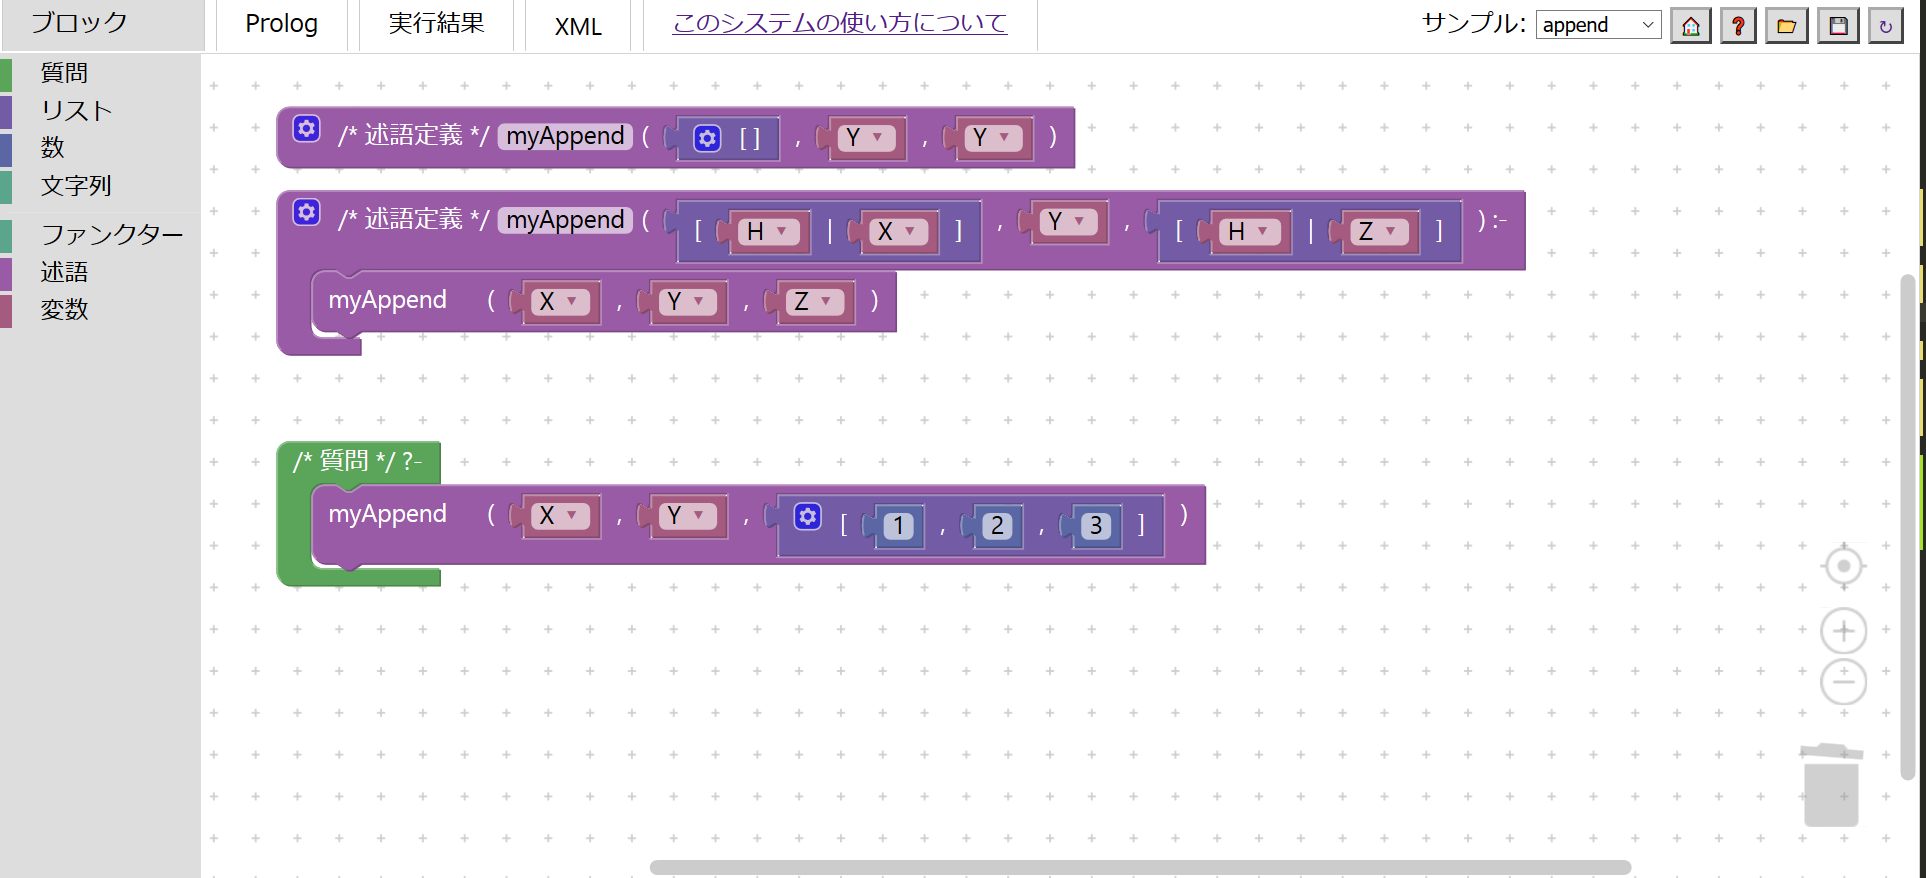 ブロック Prolog 実行結果 XML このシステムの使い方について サンプル: append
質問
リスト
数
文字列
ファンクター
述語
変数
/* 述語定義 */ myAppend ( [ ] , Y , Y )
/* 述語定義 */ myAppend ( [ H | X ] , Y , [ H | Z ] ) :-
myAppend ( X , Y , Z )
/* 質問 */ ?-
myAppend ( X , Y , [ 1 , 2 , 3 ] )